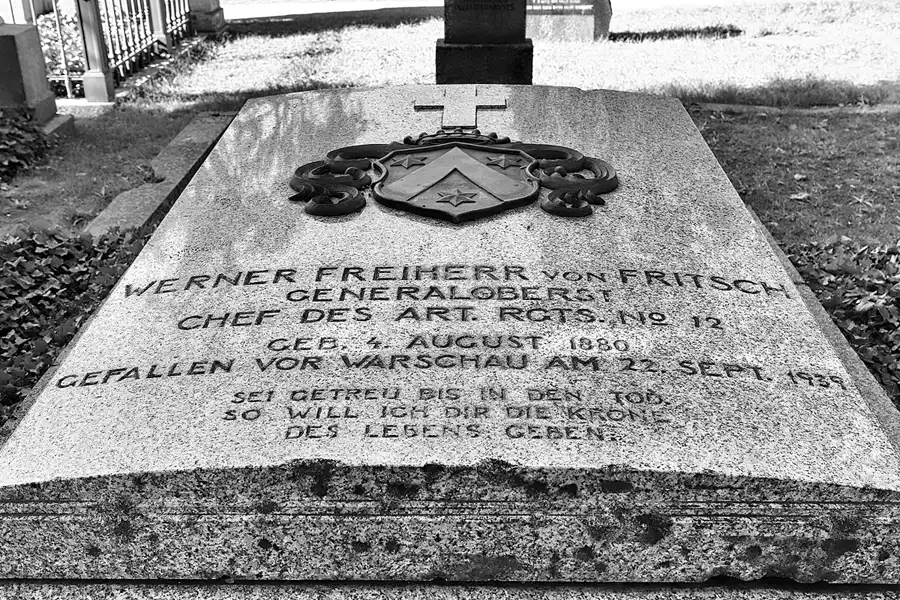 WERNER FREIHERR VON FRITSCH
GENERALOBERST
CHEF DES ART. RGTS. No 12
GEB. 4. AUGUST 1880
GEFALLEN VOR WARSCHAU AM 22. SEPT. 1939
SEI GETREU BIS IN DEN TOD.
SO WILL ICH DIR DIE KRONE
DES LEBENS GEBEN.